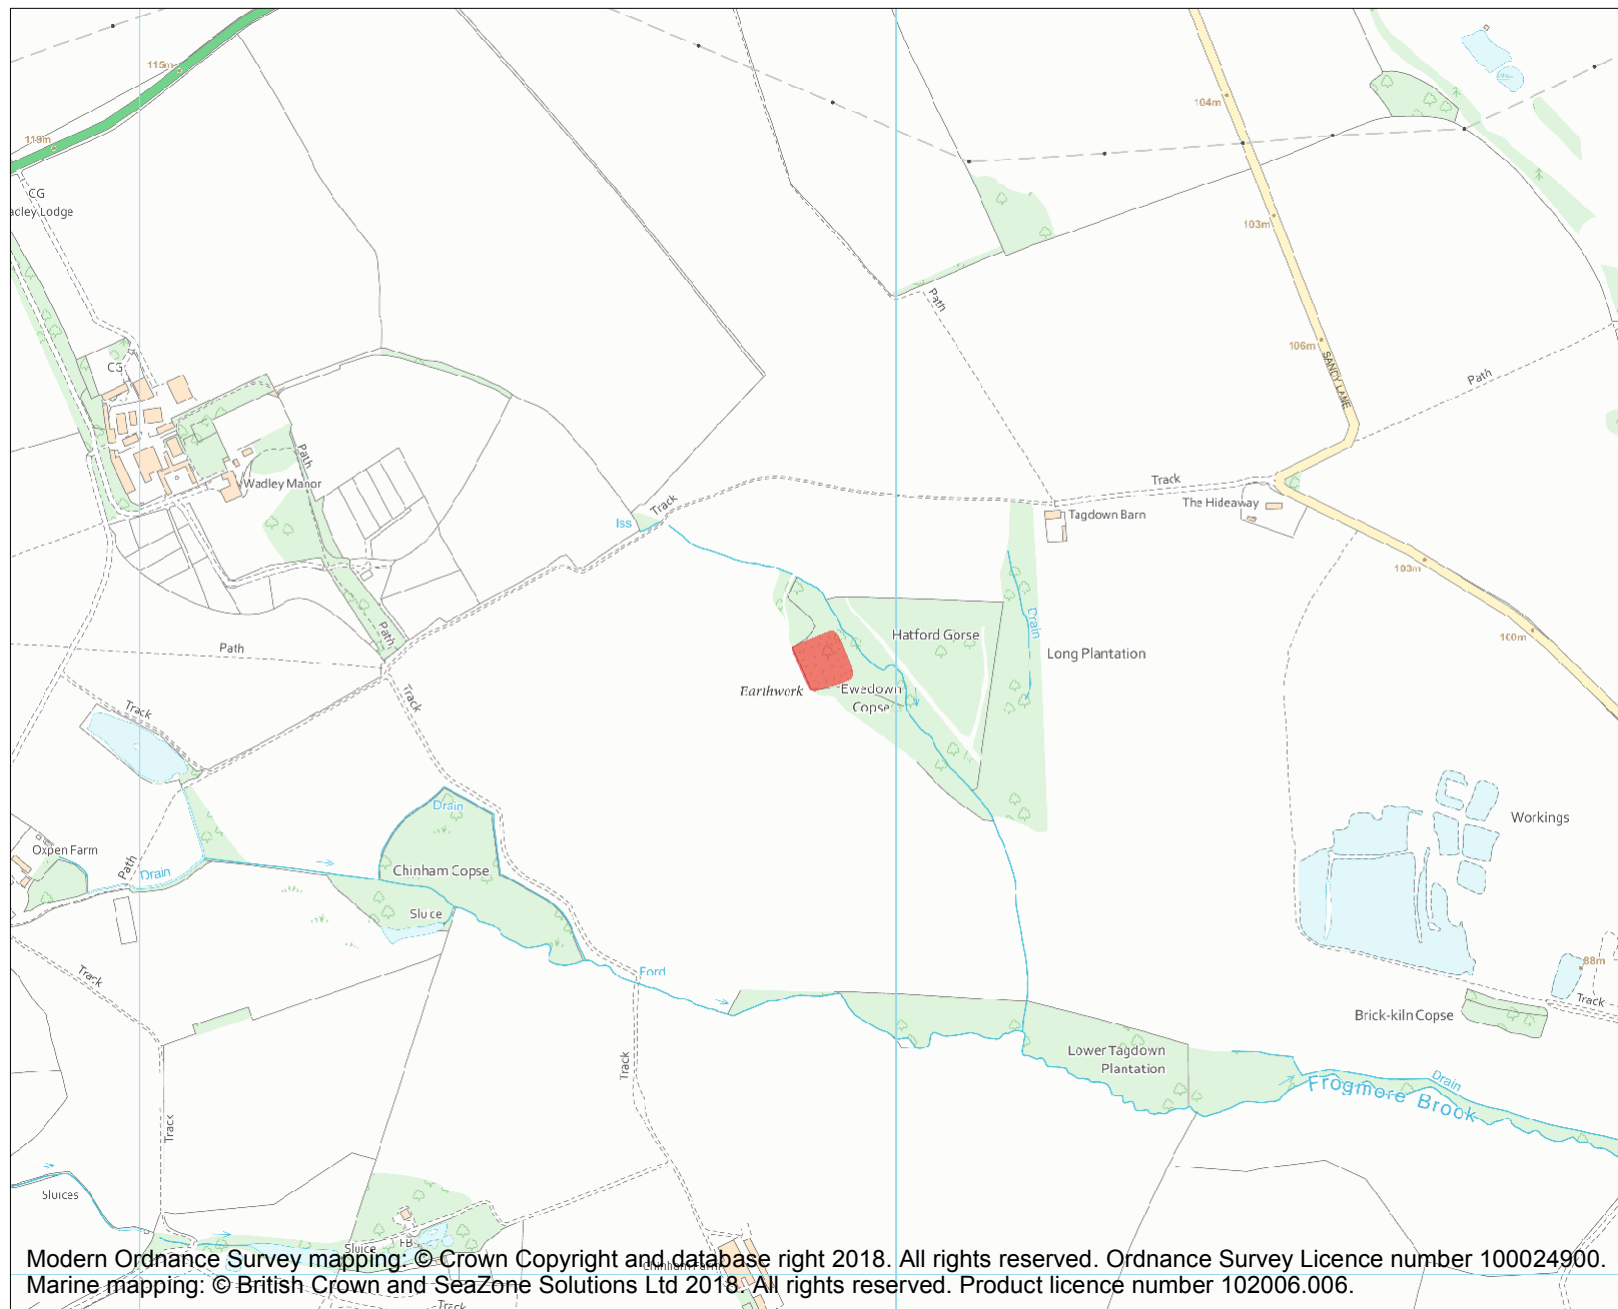 115m
104m
119m
CG
adley Lodge
103m
Path
106m
SANDY LANE
CG
Path
Path
Wadley Manor
Track
Track
The Hideaway
Tagdown Barn
Iss
103m
Drain
Hatford Gorse
100m
Path
Path
Long Plantation
Earthwork
Ewedown
Copse
Track
Track
Drain
Workings
Oxpen Farm
Path
Drain
Chinham Copse
Sluice
Ford
88m
Track
Track
Brick-kiln Copse
Lower Tagdown
Plantation
Track
Drain
Frogmore Brook
Track
Sluices
FB
Sluice
Chinham Farm
Modern Ordnance Survey mapping: © Crown Copyright and database right 2018. All rights reserved. Ordnance Survey Licence number 100024900.
Marine mapping: © British Crown and SeaZone Solutions Ltd 2018. All rights reserved. Product licence number 102006.006.
Track